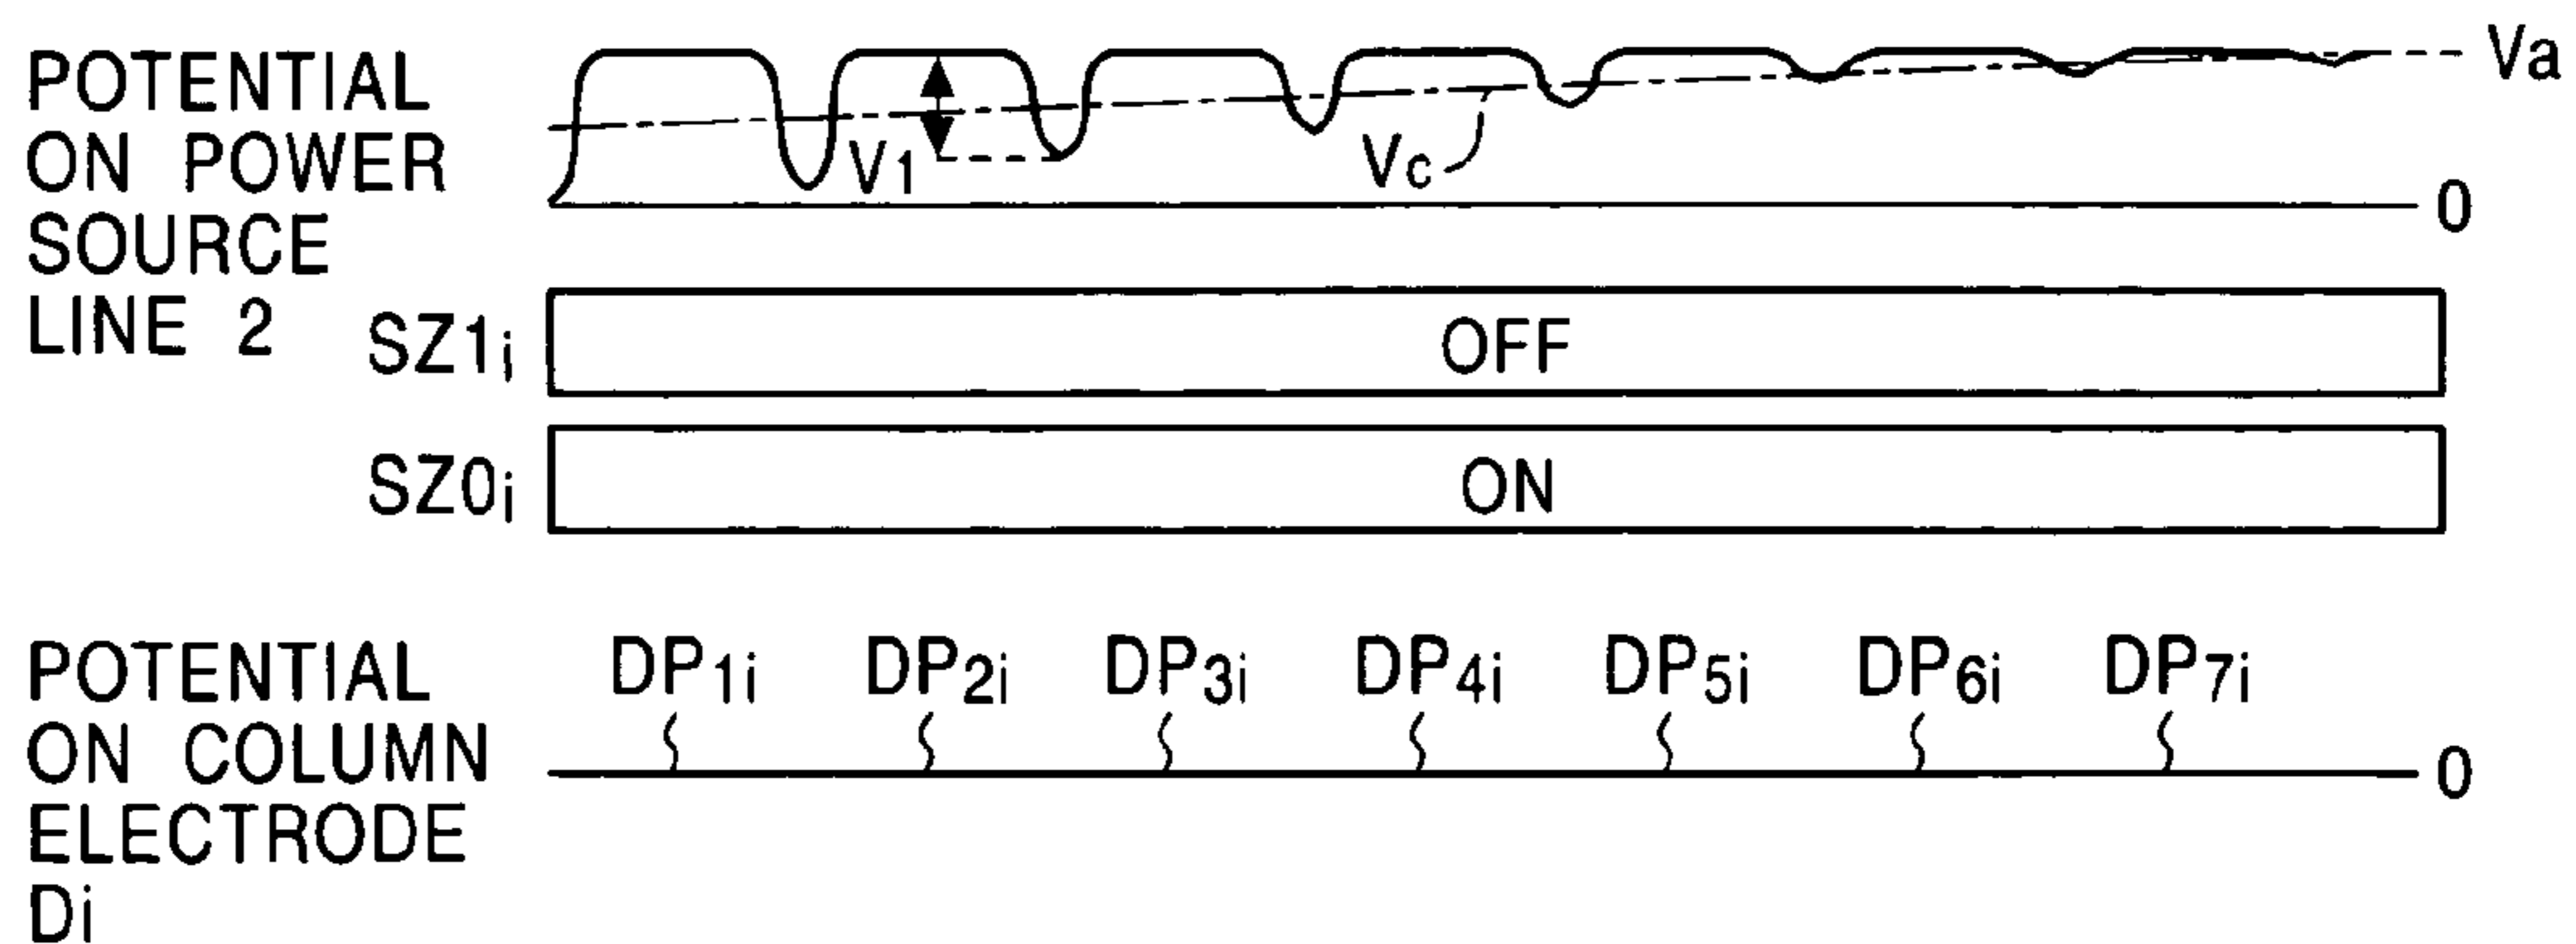 POTENTIAL
ON POWER
SOURCE
LINE 2
Va
V1
Vc
0
SZ1i
OFF
SZ0i
ON
POTENTIAL
ON COLUMN
ELECTRODE
Di
DP1i DP2i DP3i DP4i DP5i DP6i DP7i
0